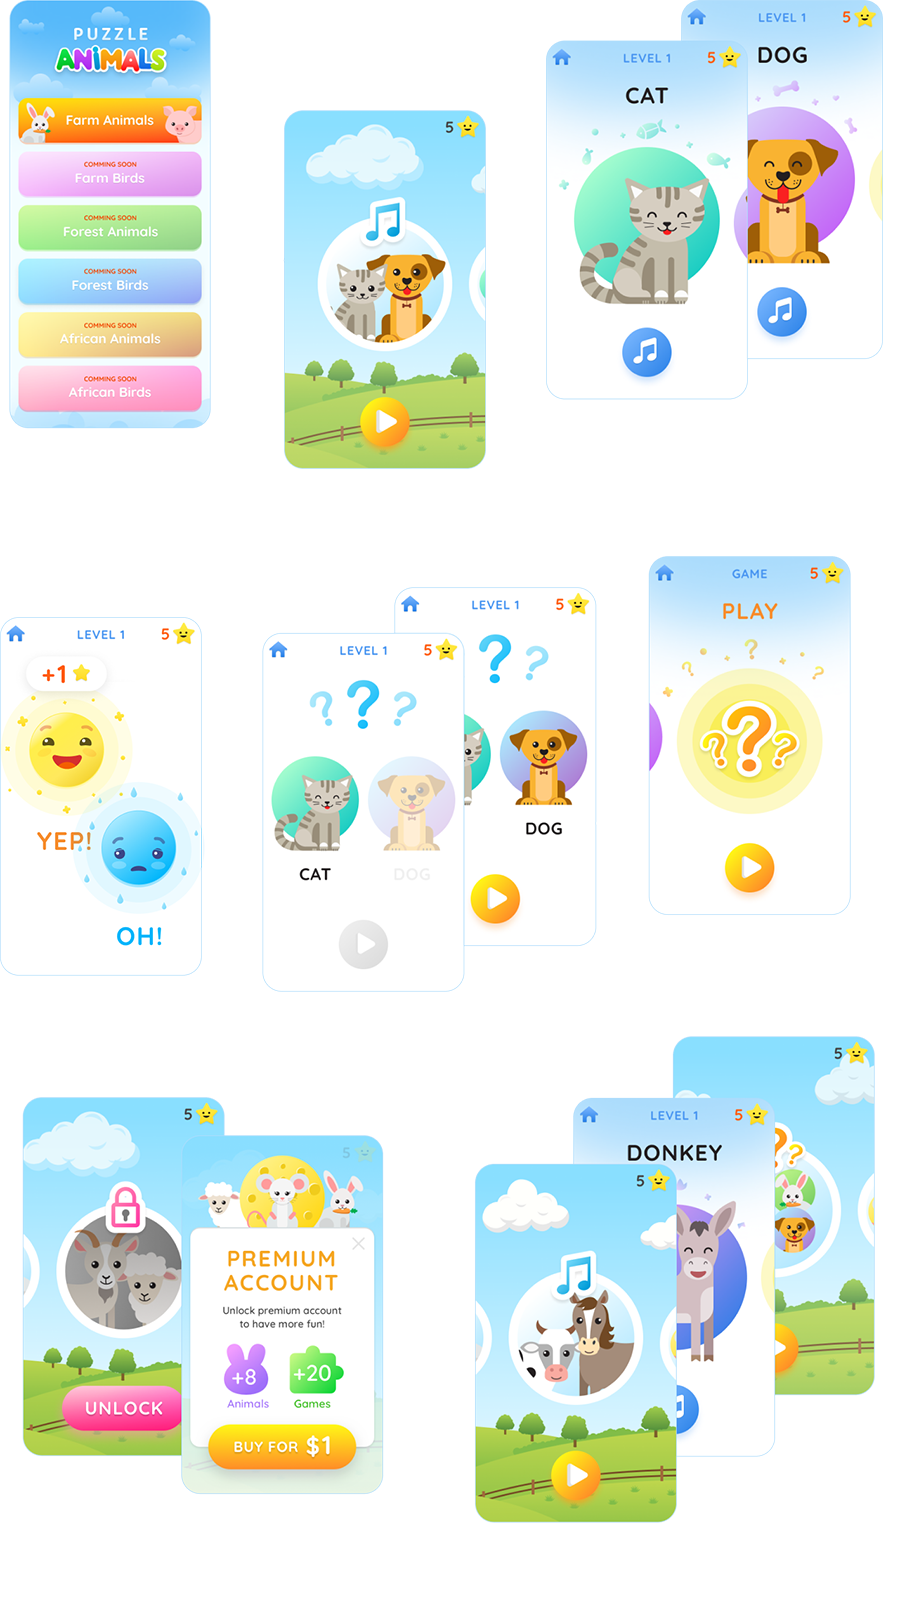 PUZZLE
ANiMALS
Farm Animals
COMMING SOON
Farm Birds
COMMING SOON
Forest Animals
COMMING SOON
Forest Birds
COMMING SOON
African Animals
COMMING SOON
African Birds
5
LEVEL 1
5
CAT
LEVEL 1
5
DOG
LEVEL 1
5
+1
YEP!
OH!
LEVEL 1
5
? ? ?
CAT
DOG
LEVEL 1
5
? ?
DOG
GAME
5
PLAY
? ? ?
? ? ?
5
UNLOCK
5
PREMIUM
ACCOUNT
Unlock premium account
to have more fun!
+8
Animals
+20
Games
BUY FOR $1
5
LEVEL 1
5
DONKEY
5
? ?